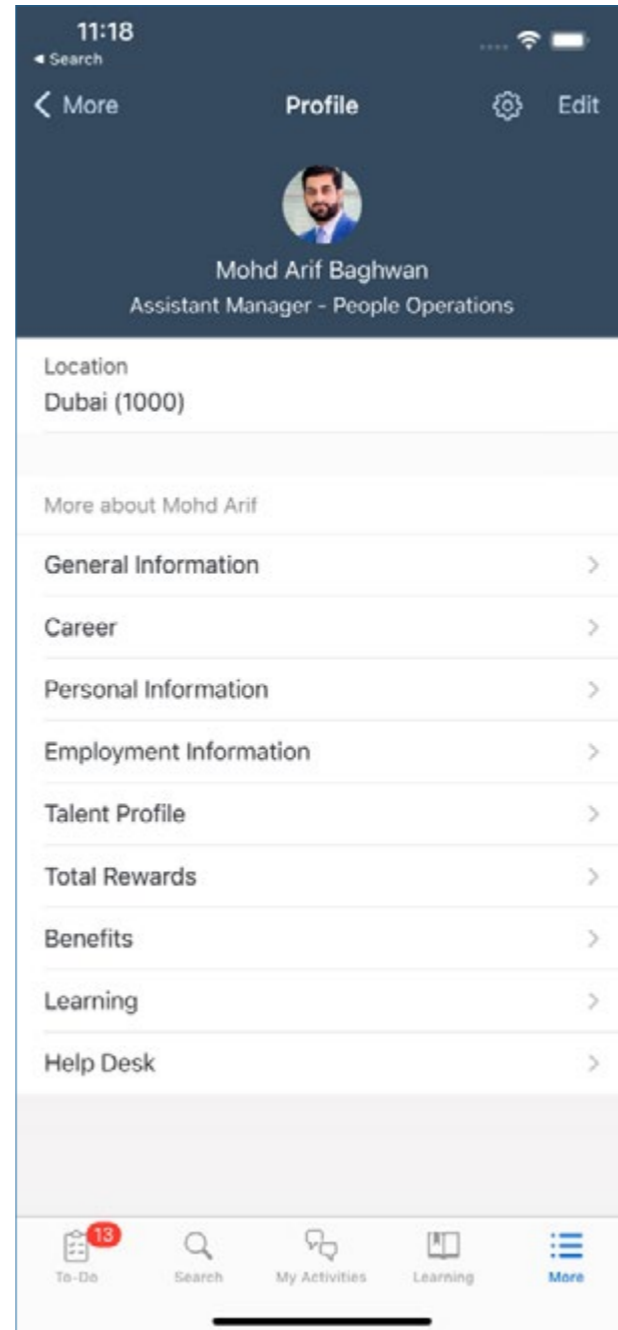 11:18
◀ Search
More Profile Edit
Mohd Arif Baghwan
Assistant Manager - People Operations
Location
Dubai (1000)
More about Mohd Arif
General Information
Career
Personal Information
Employment Information
Talent Profile
Total Rewards
Benefits
Learning
Help Desk
13
To-Do Search My Activities Learning More